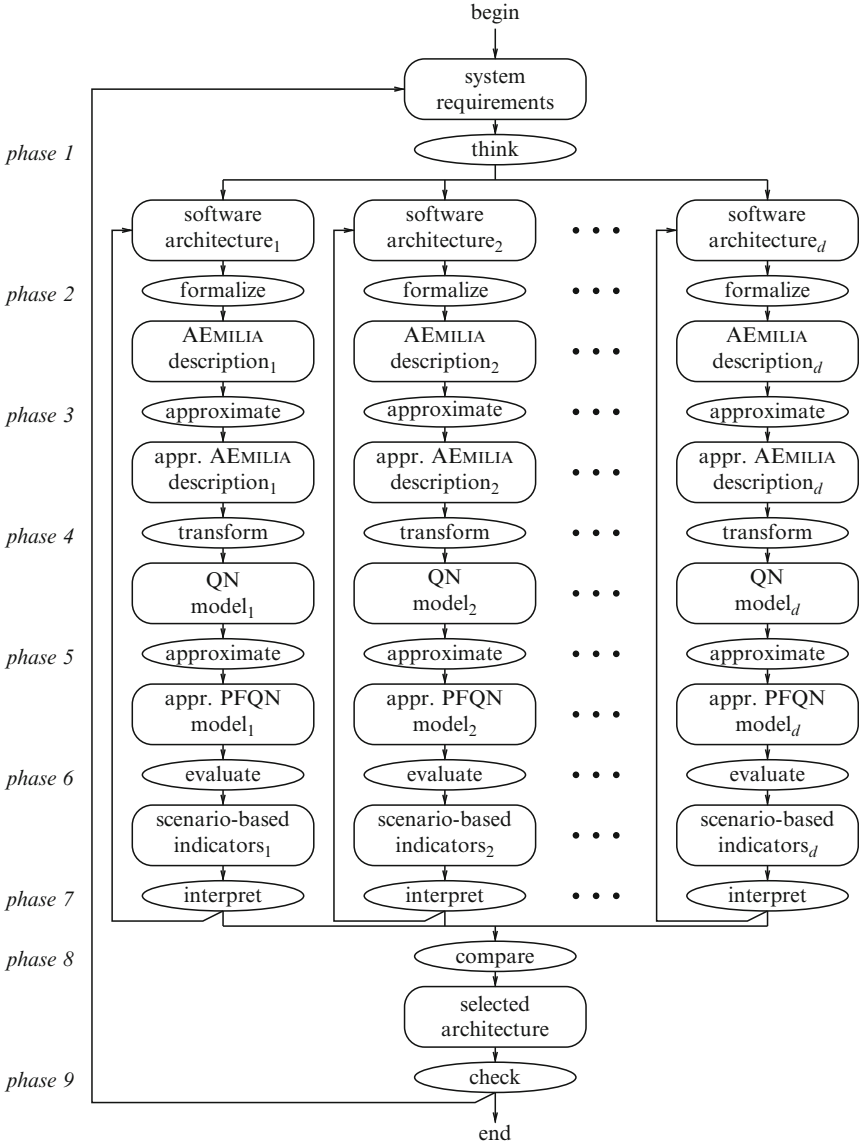 begin
system
requirements
phase 1
think
software
architecture1
software
architecture2
software
architectured
phase 2
formalize
formalize
formalize
AEMILIA
description1
AEMILIA
description2
AEMILIA
descriptiond
phase 3
approximate
approximate
approximate
appr. AEMILIA
description1
appr. AEMILIA
description2
appr. AEMILIA
descriptiond
phase 4
transform
transform
transform
QN
model1
QN
model2
QN
modeld
phase 5
approximate
approximate
approximate
appr. PFQN
model1
appr. PFQN
model2
appr. PFQN
modeld
phase 6
evaluate
evaluate
evaluate
scenario-based
indicators1
scenario-based
indicators2
scenario-based
indicatorsd
phase 7
interpret
interpret
interpret
phase 8
compare
selected
architecture
phase 9
check
end